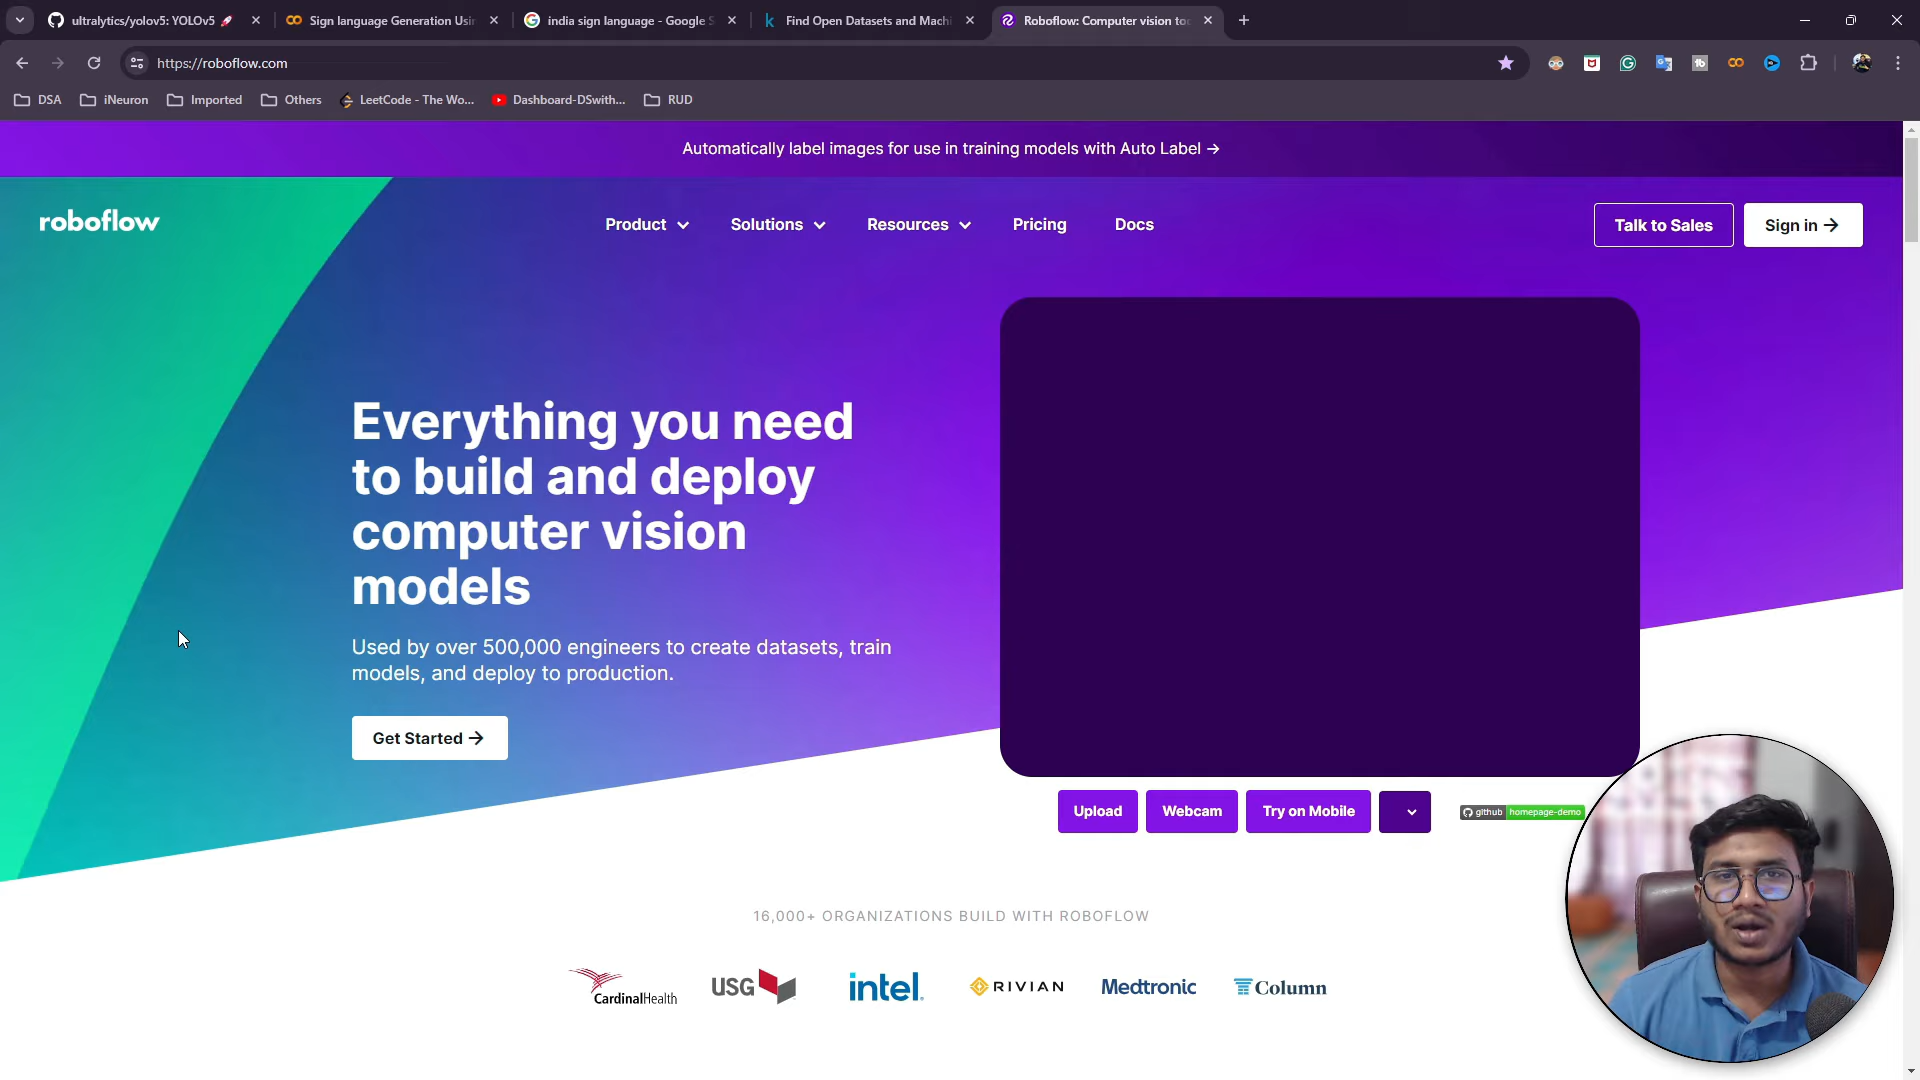 ultralytics/yolov5: YOLOv5 🚀
Sign language Generation Usin
india sign language - Google S
Find Open Datasets and Machi
Roboflow: Computer vision too
https://roboflow.com
DSA
iNeuron
Imported
Others
LeetCode - The Wo...
Dashboard-DSwith...
RUD
Automatically label images for use in training models with Auto Label →
roboflow
Product
Solutions
Resources
Pricing
Docs
Talk to Sales
Sign in →
Everything you need
to build and deploy
computer vision
models
Used by over 500,000 engineers to create datasets, train
models, and deploy to production.
Get Started →
Upload
Webcam
Try on Mobile
github homepage-demo
16,000+ ORGANIZATIONS BUILD WITH ROBOFLOW
CardinalHealth
USG
intel.
RIVIAN
Medtronic
Column